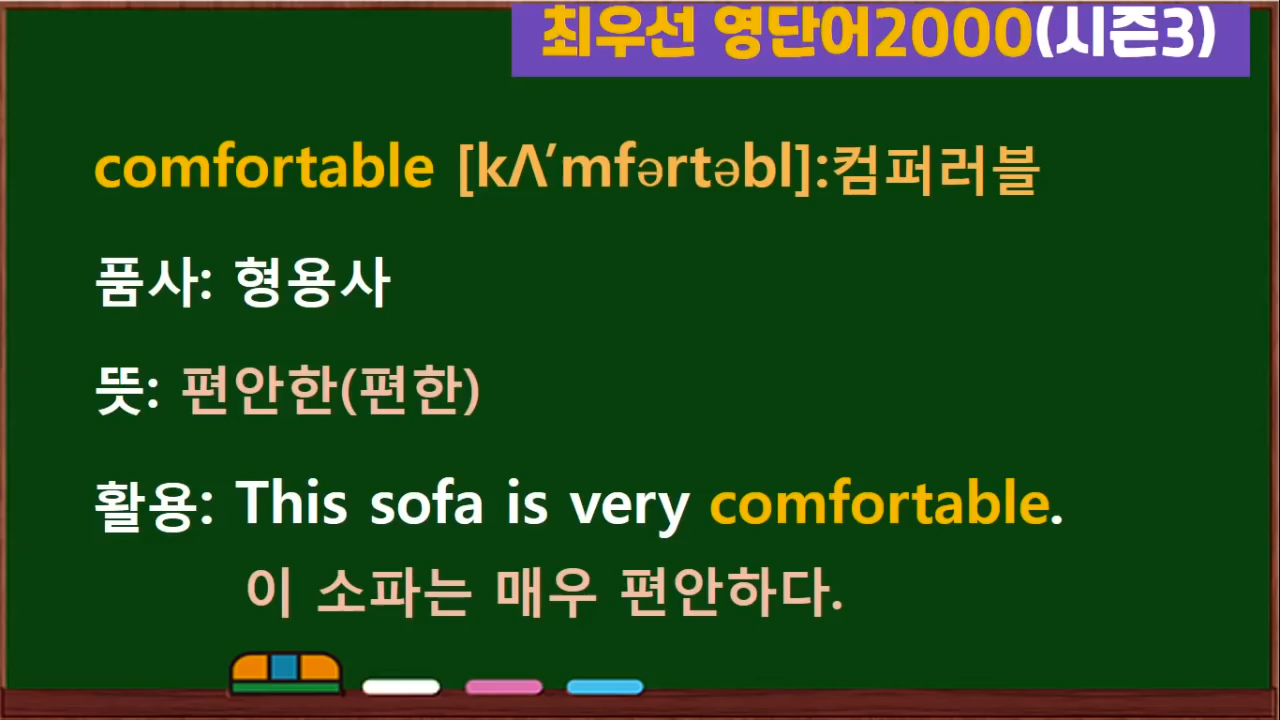 최우선 영단어2000(시즌3)
comfortable [kΛ′mfərtəbl]:컴퍼러블
품사: 형용사
뜻: 편안한(편한)
활용: This sofa is very comfortable.
이 소파는 매우 편안하다.